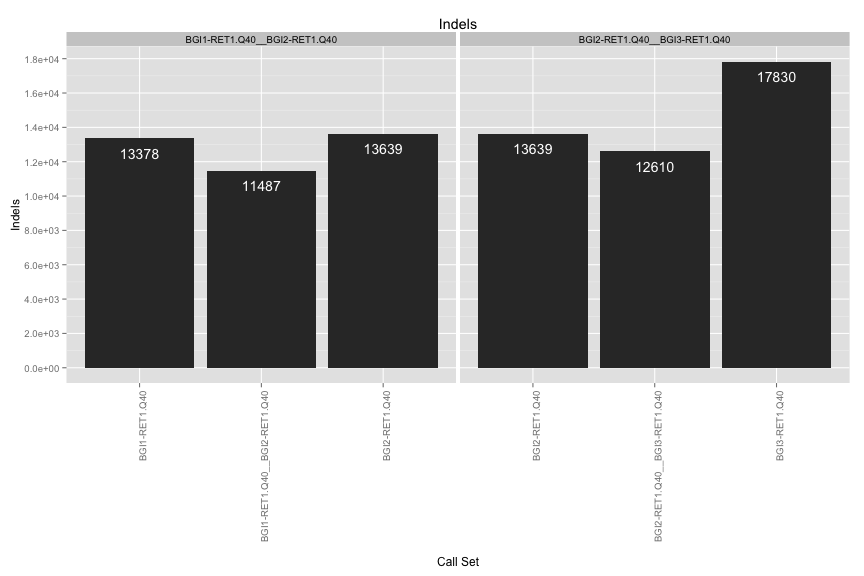 Indels
BGI1-RET1.Q40__BGI2-RET1.Q40
BGI2-RET1.Q40__BGI3-RET1.Q40
1.8e+04
1.6e+04
1.4e+04
1.2e+04
1.0e+04
8.0e+03
6.0e+03
4.0e+03
2.0e+03
0.0e+00
Indels
13378
11487
13639
13639
12610
17830
BGI1-RET1.Q40
BGI1-RET1.Q40__BGI2-RET1.Q40
BGI2-RET1.Q40
BGI2-RET1.Q40
BGI2-RET1.Q40__BGI3-RET1.Q40
BGI3-RET1.Q40
Call Set